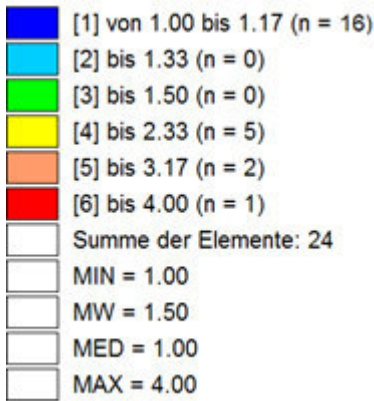 [1] von 1.00 bis 1.17 (n = 16)
[2] bis 1.33 (n = 0)
[3] bis 1.50 (n = 0)
[4] bis 2.33 (n = 5)
[5] bis 3.17 (n = 2)
[6] bis 4.00 (n = 1)
Summe der Elemente: 24
MIN = 1.00
MW = 1.50
MED = 1.00
MAX = 4.00